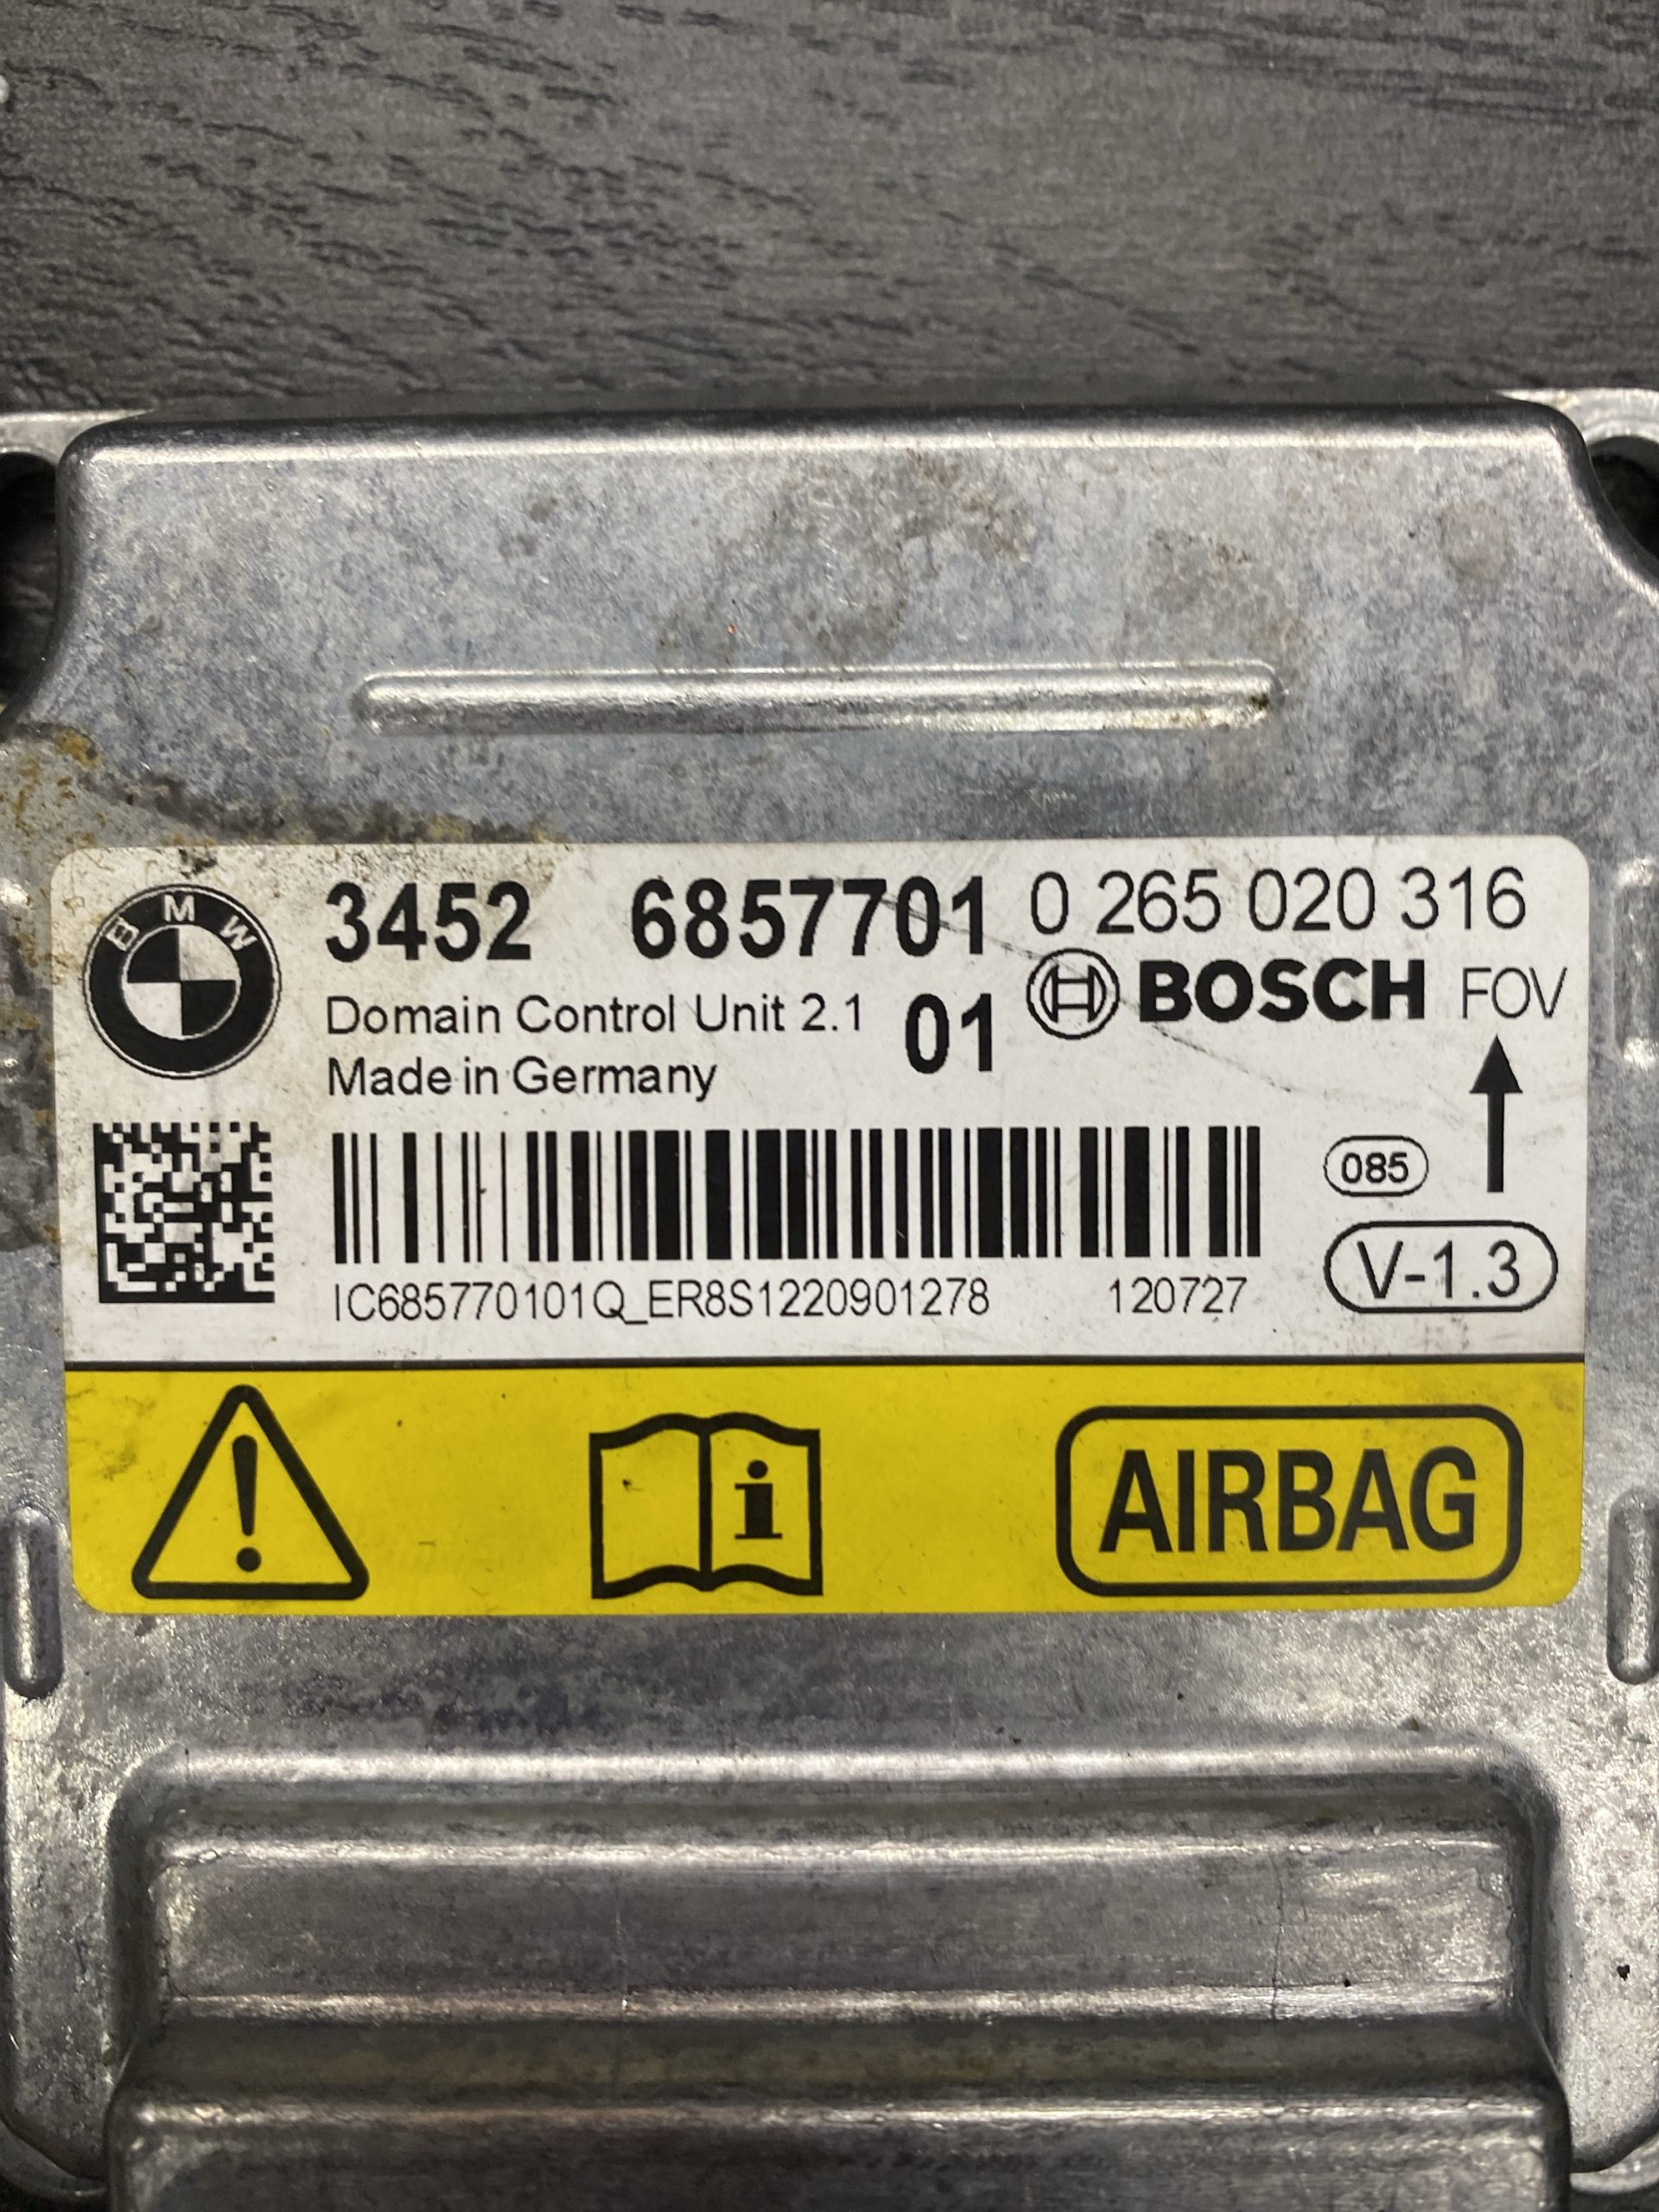 BMW
3452 6857701
Domain Control Unit 2.1 01
Made in Germany
0 265 020 316
BOSCH FOV
085
V-1.3
IC685770101Q_ER8S1220901278 120727
i
AIRBAG